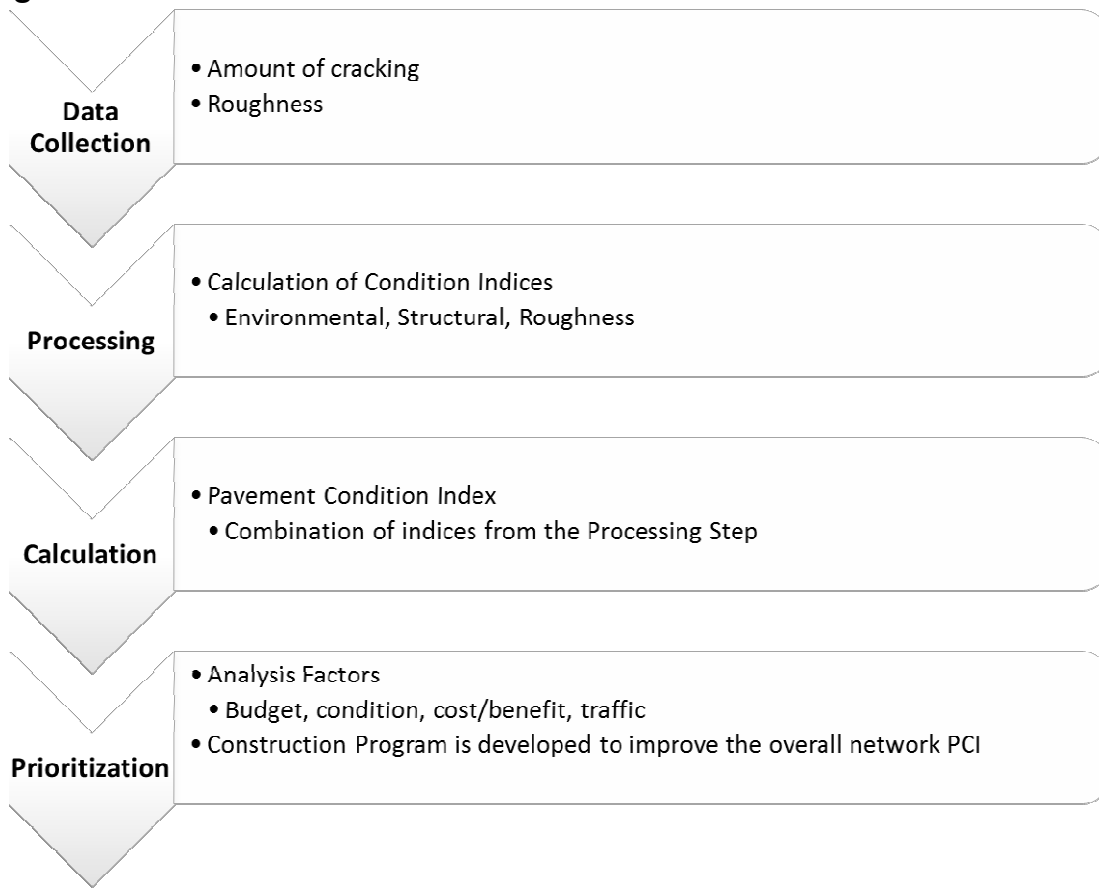 Data
Collection
• Amount of cracking
• Roughness
Processing
• Calculation of Condition Indices
• Environmental, Structural, Roughness
Calculation
• Pavement Condition Index
• Combination of indices from the Processing Step
Prioritization
• Analysis Factors
• Budget, condition, cost/benefit, traffic
• Construction Program is developed to improve the overall network PCI